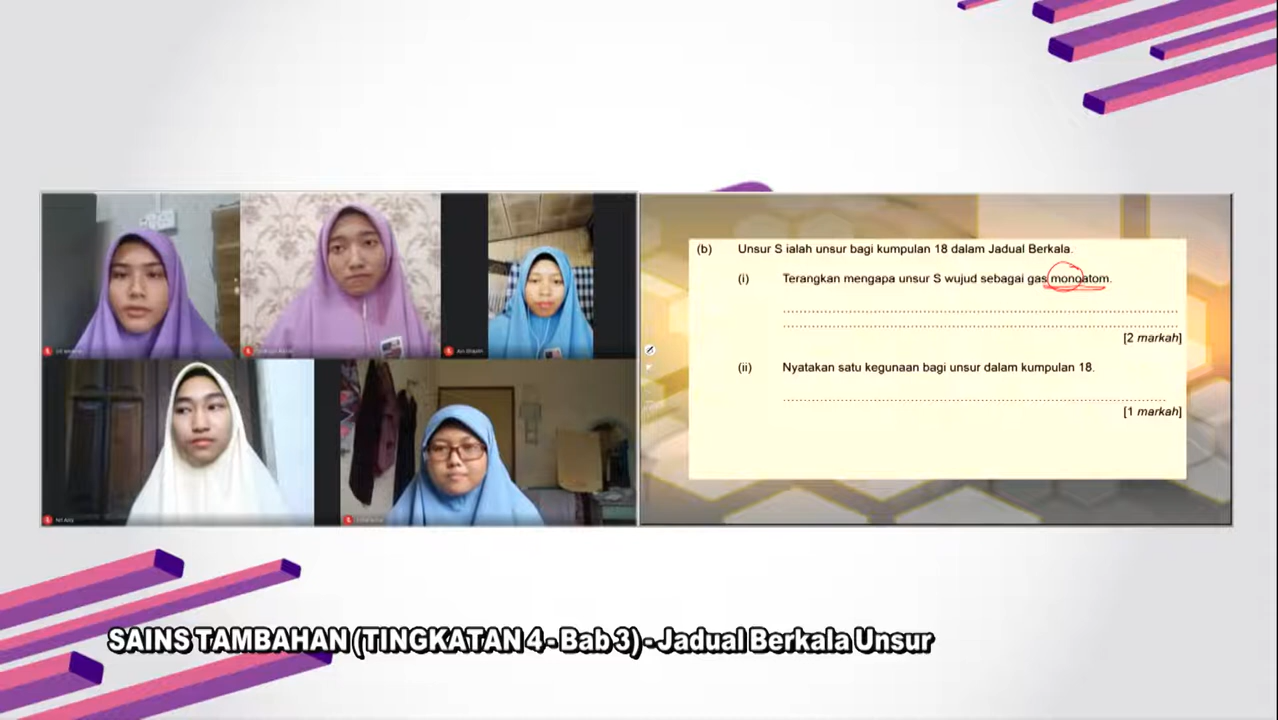 (b) Unsur S ialah unsur bagi kumpulan 18 dalam Jadual Berkala.
(i) Terangkan mengapa unsur S wujud sebagai gas monoatom.
[2 markah]
(ii) Nyatakan satu kegunaan bagi unsur dalam kumpulan 18.
[1 markah]
SAINS TAMBAHAN (TINGKATAN 4 - Bab 3) - Jadual Berkala Unsur